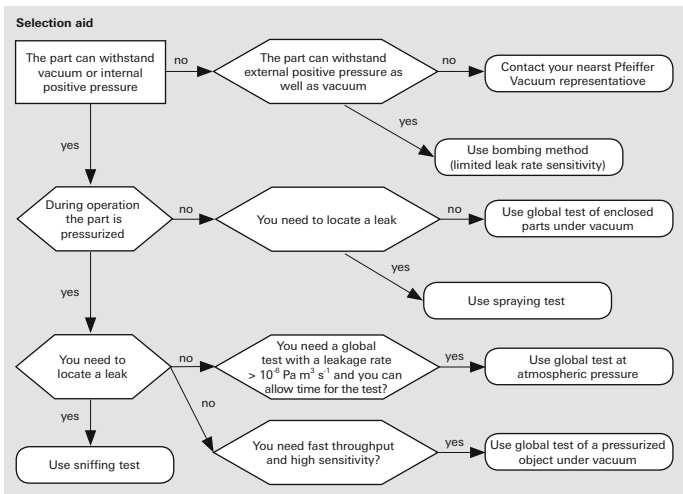 Selection aid
The part can withstand
vacuum or internal
positive pressure
no
The part can withstand
external positive pressure as
well as vacuum
no
Contact your nearst Pfeiffer
Vacuum representatiove
yes
yes
Use bombing method
(limited leak rate sensitivity)
During operation
the part is
pressurized
no
You need to locate a leak
no
Use global test of enclosed
parts under vacuum
yes
yes
Use spraying test
You need to
locate a leak
no
You need a global
test with a leakage rate
> 10⁻⁶ Pa m³ s⁻¹ and you can
allow time for the test?
yes
Use global test at
atmospheric pressure
yes
no
Use sniffing test
You need fast throughput
and high sensitivity?
yes
Use global test of a pressurized
object under vacuum